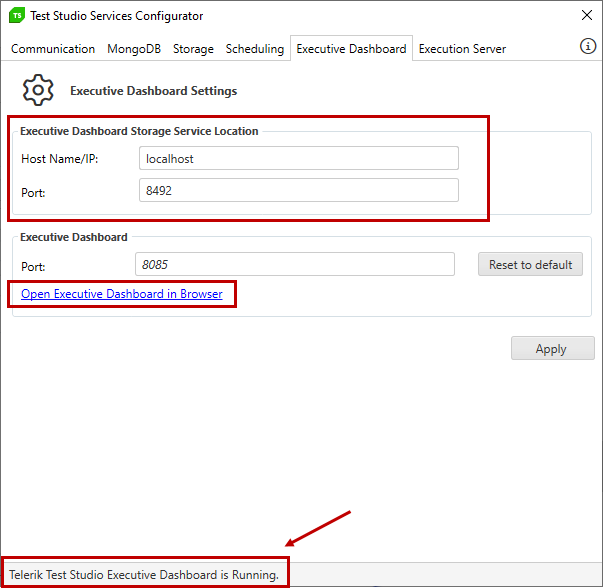 TS Test Studio Services Configurator
Communication MongoDB Storage Scheduling Executive Dashboard Execution Server
Executive Dashboard Settings
Executive Dashboard Storage Service Location
Host Name/IP: localhost
Port: 8492
Executive Dashboard
Port: 8085 Reset to default
Open Executive Dashboard in Browser
Apply
Telerik Test Studio Executive Dashboard is Running.